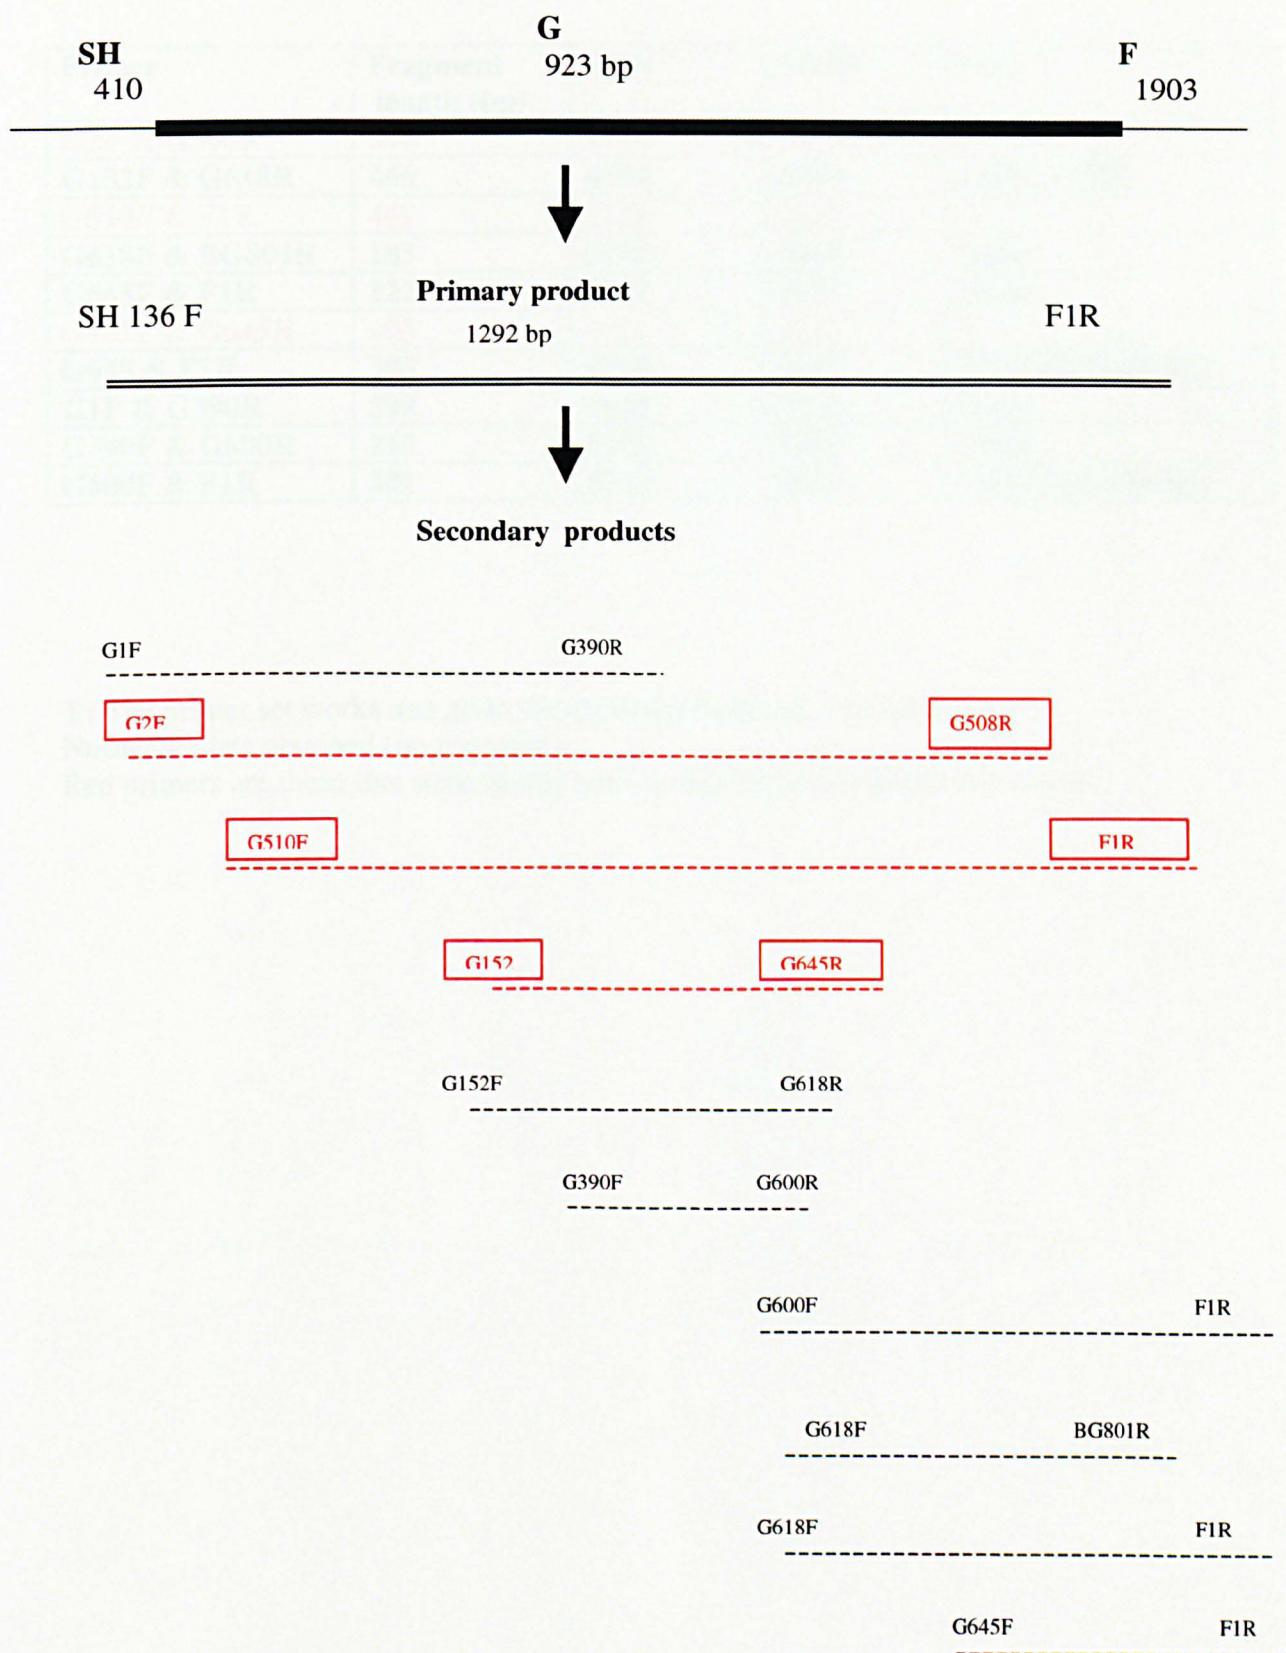 G
SH
923 bp
F
410
1903
Primary product
SH 136 F
F1R
1292 bp
Secondary products
G1F G390R
G2F G508R
G510F F1R
G152 G645R
G152F G618R
G390F G600R
G600F F1R
G618F BG801R
G618F F1R
G645F F1R